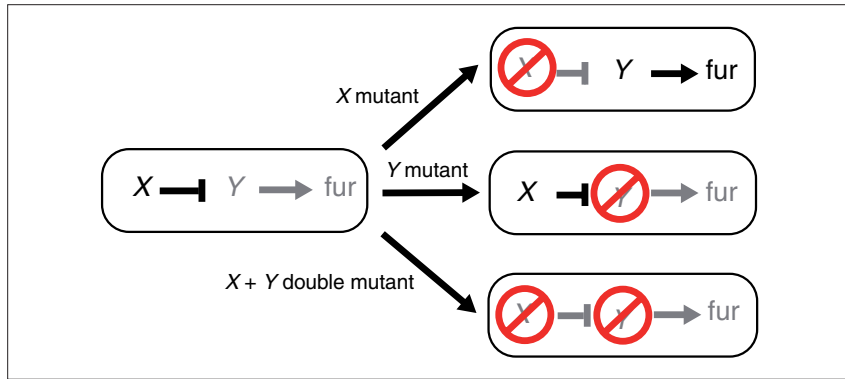 X Y fur
X mutant
Y mutant
X + Y double mutant
X Y fur
X Y fur
X Y fur